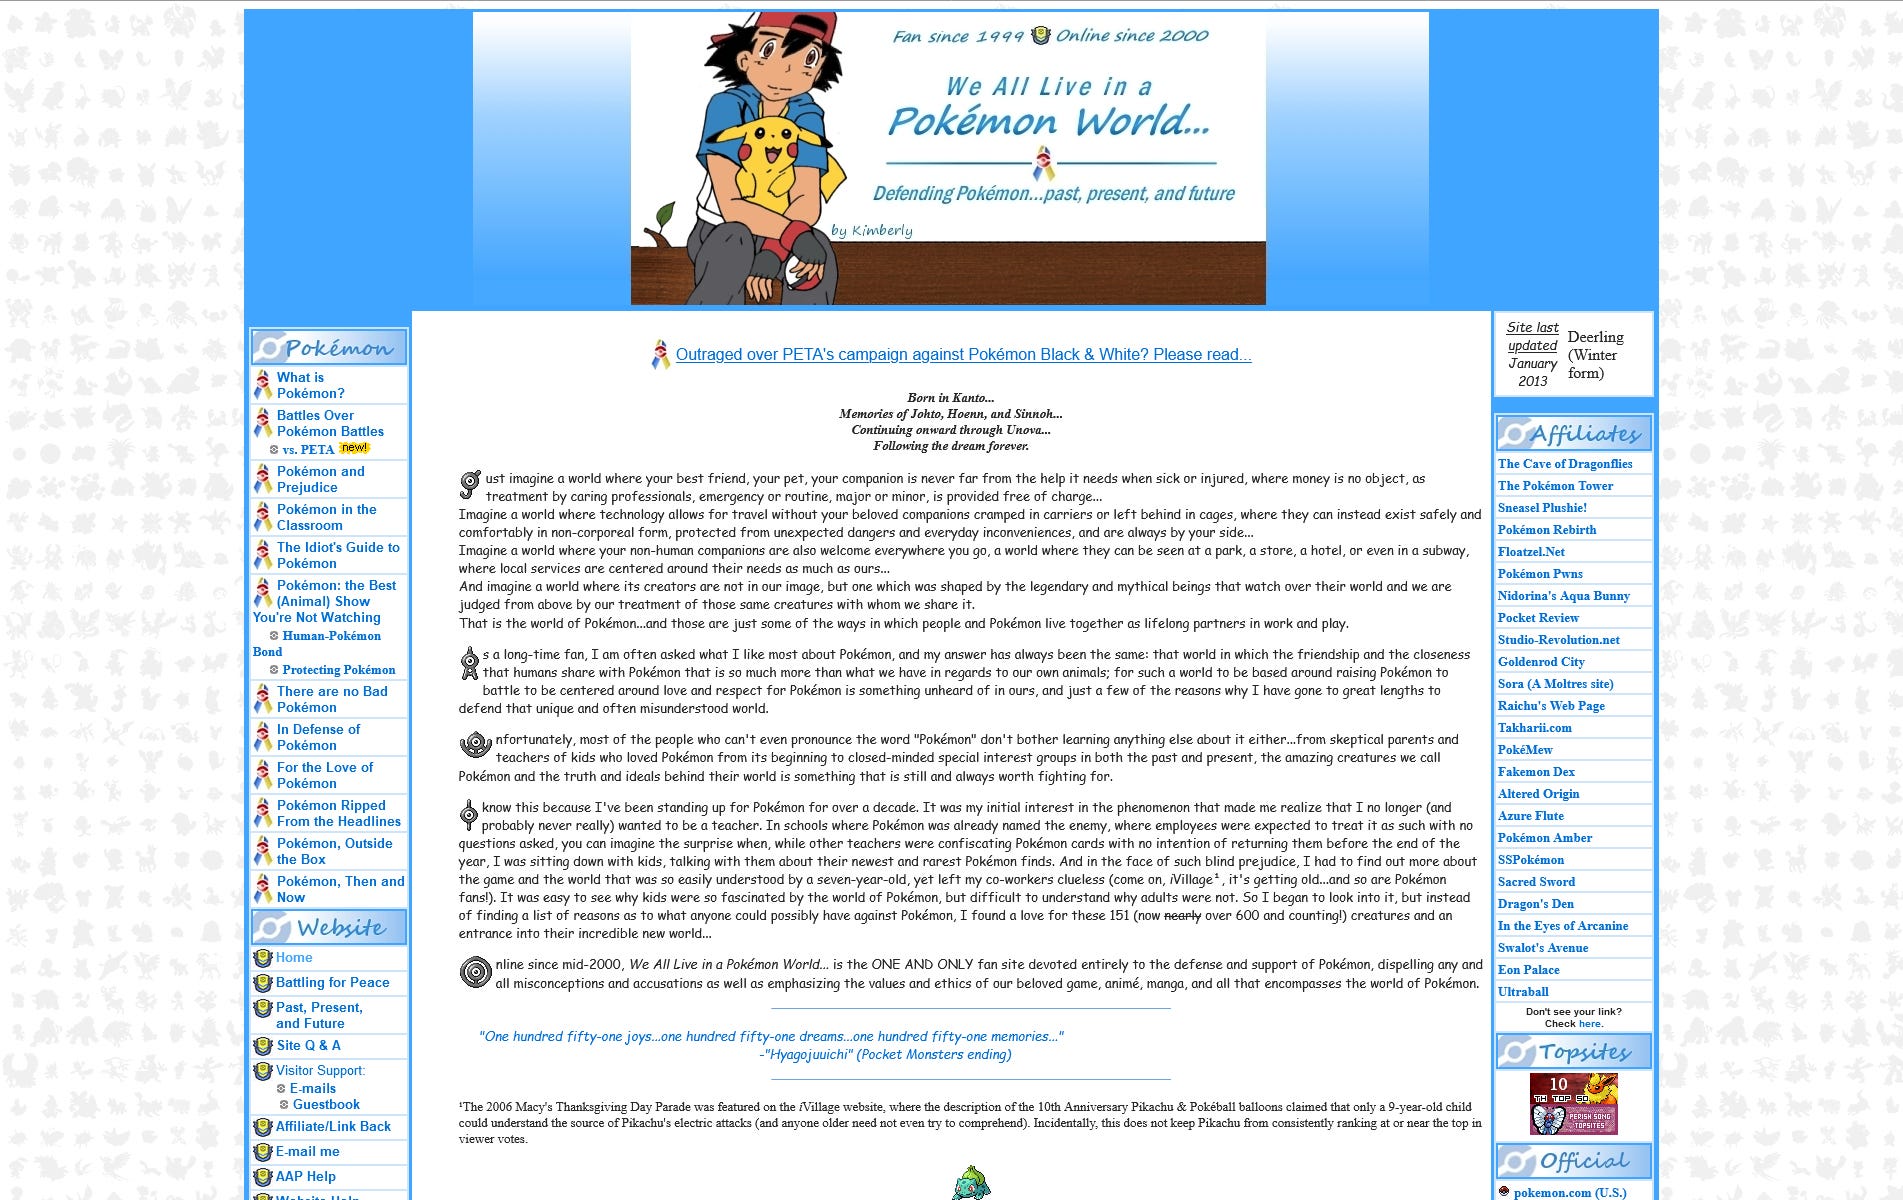 Fan since 1999 Online since 2000
We All Live in a
Pokémon World...
Defending Pokémon...past, present, and future
by Kimberly
Pokémon
What is
Pokémon?
Battles Over
Pokémon Battles
vs. PETA new!
Pokémon and
Prejudice
Pokémon in the
Classroom
The Idiot's Guide to
Pokémon
Pokémon: the Best
(Animal) Show
You're Not Watching
Human-Pokémon
Bond
Protecting Pokémon
There are no Bad
Pokémon
In Defense of
Pokémon
For the Love of
Pokémon
Pokémon Ripped
From the Headlines
Pokémon, Outside
the Box
Pokémon, Then and
Now
Website
Home
Battling for Peace
Past, Present,
and Future
Site Q & A
Visitor Support:
E-mails
Guestbook
Affiliate/Link Back
E-mail me
AAP Help
Website Help
Outraged over PETA's campaign against Pokémon Black & White? Please read...
Born in Kanto...
Memories of Johto, Hoenn, and Sinnoh...
Continuing onward through Unova...
Following the dream forever.
Just imagine a world where your best friend, your pet, your companion is never far from the help it needs when sick or injured, where money is no object, as
treatment by caring professionals, emergency or routine, major or minor, is provided free of charge...
Imagine a world where technology allows for travel without your beloved companions cramped in carriers or left behind in cages, where they can instead exist safely and
comfortably in non-corporeal form, protected from unexpected dangers and everyday inconveniences, and are always by your side...
Imagine a world where your non-human companions are also welcome everywhere you go, a world where they can be seen at a park, a store, a hotel, or even in a subway,
where local services are centered around their needs as much as ours...
And imagine a world where its creators are not in our image, but one which was shaped by the legendary and mythical beings that watch over their world and we are
judged from above by our treatment of those same creatures with whom we share it.
That is the world of Pokémon...and those are just some of the ways in which people and Pokémon live together as lifelong partners in work and play.
As a long-time fan, I am often asked what I like most about Pokémon, and my answer has always been the same: that world in which the friendship and the closeness
that humans share with Pokémon that is so much more than what we have in regards to our own animals; for such a world to be based around raising Pokémon to
battle to be centered around love and respect for Pokémon is something unheard of in ours, and just a few of the reasons why I have gone to great lengths to
defend that unique and often misunderstood world.
Unfortunately, most of the people who can't even pronounce the word "Pokémon" don't bother learning anything else about it either...from skeptical parents and
teachers of kids who loved Pokémon from its beginning to closed-minded special interest groups in both the past and present, the amazing creatures we call
Pokémon and the truth and ideals behind their world is something that is still and always worth fighting for.
I know this because I've been standing up for Pokémon for over a decade. It was my initial interest in the phenomenon that made me realize that I no longer (and
probably never really) wanted to be a teacher. In schools where Pokémon was already named the enemy, where employees were expected to treat it as such with no
questions asked, you can imagine the surprise when, while other teachers were confiscating Pokémon cards with no intention of returning them before the end of the
year, I was sitting down with kids, talking with them about their newest and rarest Pokémon finds. And in the face of such blind prejudice, I had to find out more about
the game and the world that was so easily understood by a seven-year-old, yet left my co-workers clueless (come on, iVillage¹, it's getting old...and so are Pokémon
fans!). It was easy to see why kids were so fascinated by the world of Pokémon, but difficult to understand why adults were not. So I began to look into it, but instead
of finding a list of reasons as to what anyone could possibly have against Pokémon, I found a love for these 151 (now nearly over 600 and counting!) creatures and an
entrance into their incredible new world...
Online since mid-2000, We All Live in a Pokémon World... is the ONE AND ONLY fan site devoted entirely to the defense and support of Pokémon, dispelling any and
all misconceptions and accusations as well as emphasizing the values and ethics of our beloved game, animé, manga, and all that encompasses the world of Pokémon.
"One hundred fifty-one joys...one hundred fifty-one dreams...one hundred fifty-one memories..."
-"Hyagojuuichi" (Pocket Monsters ending)
¹The 2006 Macy's Thanksgiving Day Parade was featured on the iVillage website, where the description of the 10th Anniversary Pikachu & Pokéball balloons claimed that only a 9-year-old child
could understand the source of Pikachu's electric attacks (and anyone older need not even try to comprehend). Incidentally, this does not keep Pikachu from consistently ranking at or near the top in
viewer votes.
Site last
updated
January
2013
Deerling
(Winter
form)
Affiliates
The Cave of Dragonflies
The Pokémon Tower
Sneasel Plushie!
Pokémon Rebirth
Floatzel.Net
Pokémon Pwns
Nidorina's Aqua Bunny
Pocket Review
Studio-Revolution.net
Goldenrod City
Sora (A Moltres site)
Raichu's Web Page
Takharii.com
PokéMew
Fakemon Dex
Altered Origin
Azure Flute
Pokémon Amber
SSPokémon
Sacred Sword
Dragon's Den
In the Eyes of Arcanine
Swalot's Avenue
Eon Palace
Ultraball
Don't see your link?
Check here.
Topsites
10
TH TOP 50
PERISH SONG
TOPSITES
Official
pokemon.com (U.S.)